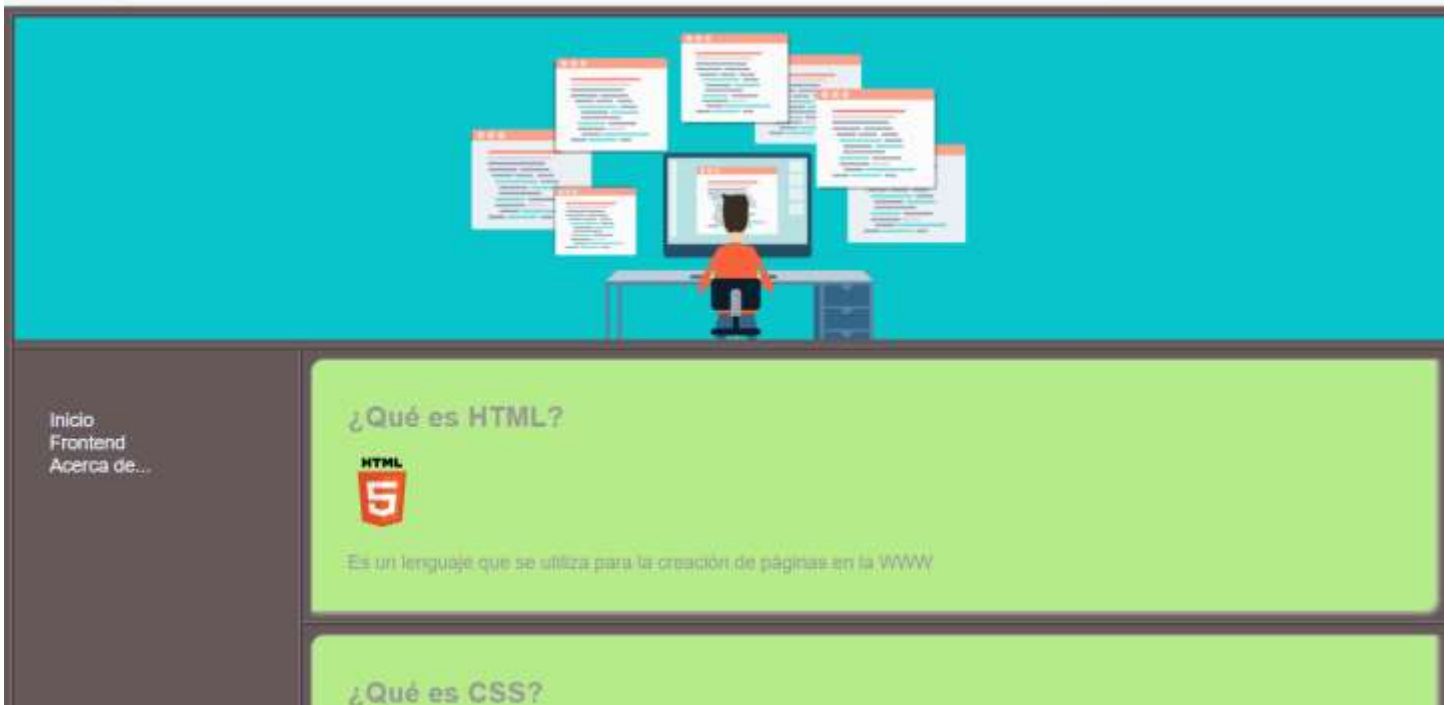 Inicio
Frontend
Acerca de...
¿Qué es HTML?
HTML
5
Es un lenguaje que se utiliza para la creación de páginas en la WWW
¿Qué es CSS?